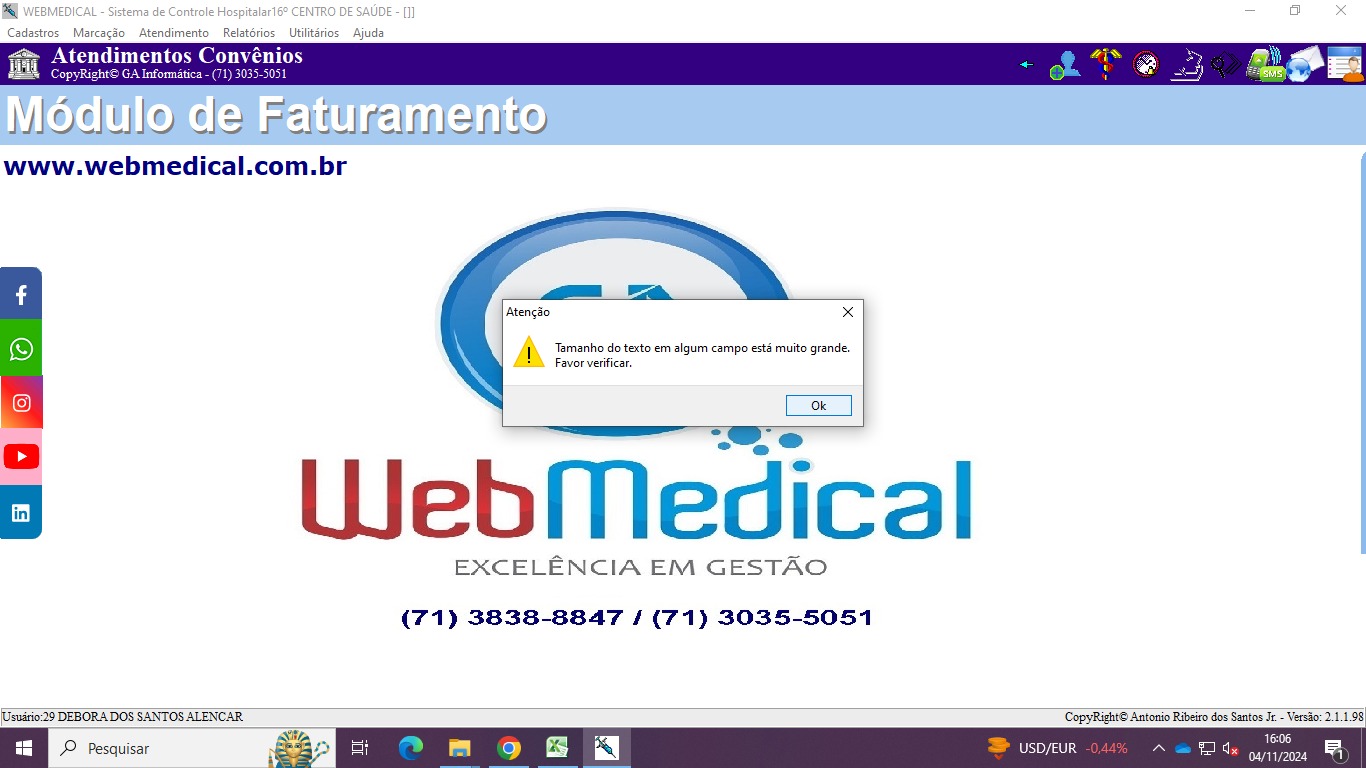 WEBMEDICAL - Sistema de Controle Hospitalar16º CENTRO DE SAÚDE - []]
Cadastros Marcação Atendimento Relatórios Utilitários Ajuda
Atendimentos Convênios
CopyRight© GA Informática - (71) 3035-5051
SMS
Módulo de Faturamento
www.webmedical.com.br
Atenção
Tamanho do texto em algum campo está muito grande.
Favor verificar.
Ok
WebMedical
EXCELÊNCIA EM GESTÃO
(71) 3838-8847 / (71) 3035-5051
Usuário:29 DEBORA DOS SANTOS ALENCAR
CopyRight© Antonio Ribeiro dos Santos Jr. - Versão: 2.1.1.98
Pesquisar
USD/EUR -0,44%
16:06
04/11/2024
1